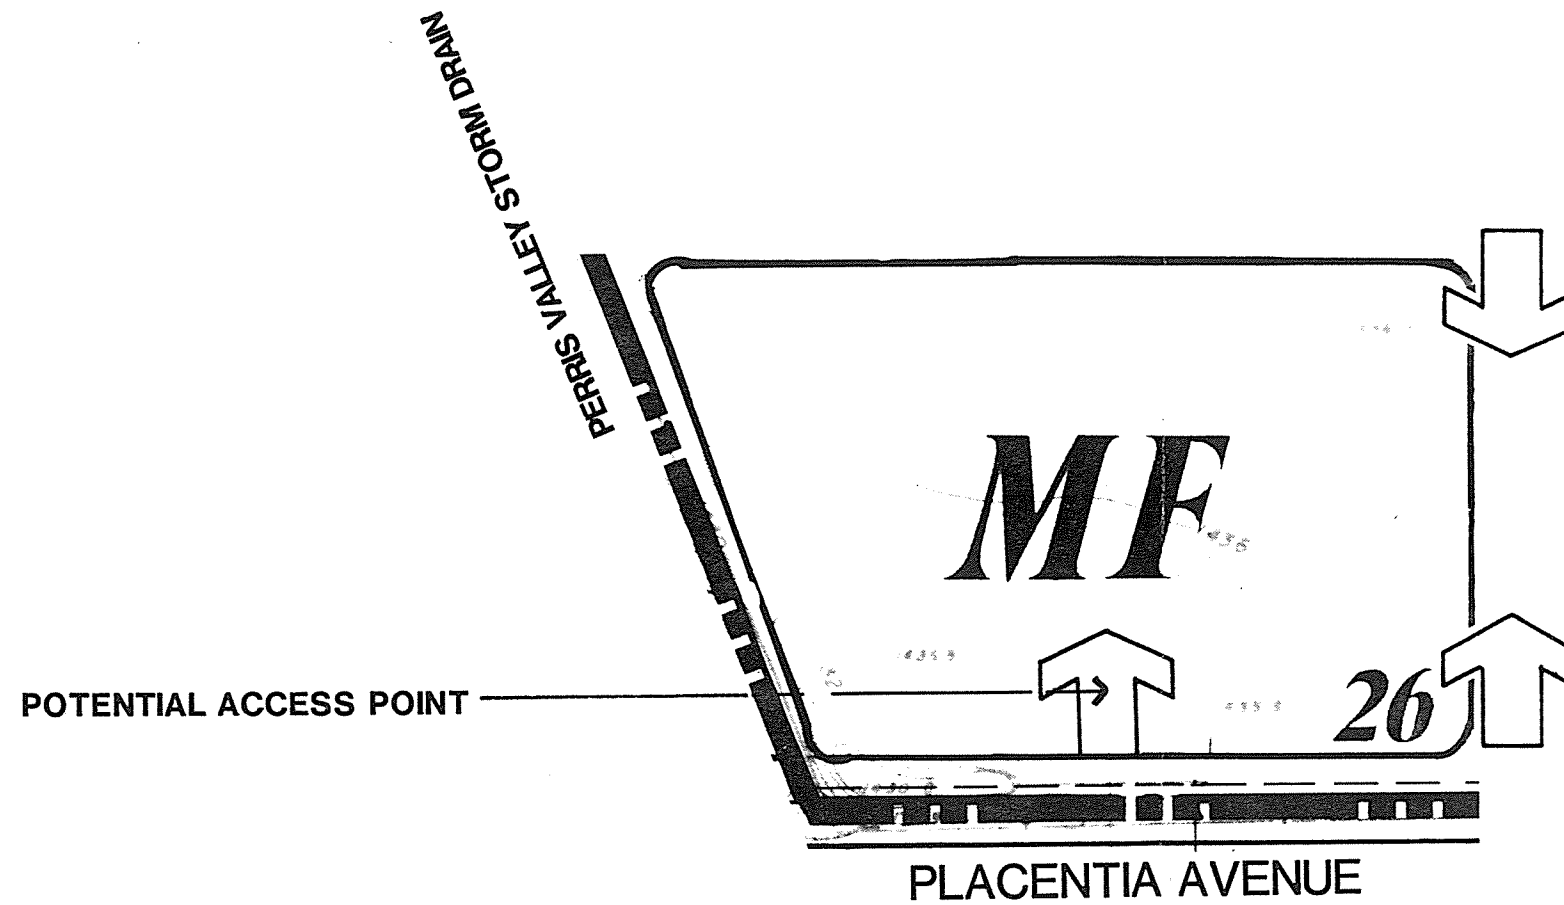 PERRIS VALLEY STORM DRAIN
MF
26
POTENTIAL ACCESS POINT
PLACENTIA AVENUE